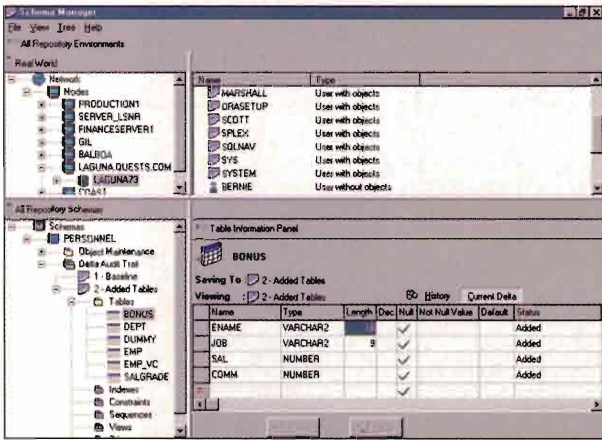 Schema Manager
File View Tree Help
All Repository Environments
Real World
Network
Nodes
PRODUCTION1
SERVER_LSNR
FINANCESERVER1
GIL
BALBOA
LAGUNA.QUESTS.COM
LAGUNA73
COAST
Name Type
MARSHALL User with objects
ORASETUP User with objects
SCOTT User with objects
SPLEX User with objects
SQLNAV User with objects
SYS User with objects
SYSTEM User with objects
BERNIE User without objects
All Repository Schemas
Schemas
PERSONNEL
Object Maintenance
Delta Audit Trail
1 - Baseline
2 - Added Tables
Tables
BONUS
DEPT
DUMMY
EMP
EMP_VC
SALGRADE
Indexes
Constraints
Sequences
Views
Table Information Panel
BONUS
Saving To 2 - Added Tables
Viewing : 2 - Added Tables History Current Delta
Name Type Length Dec Null Not Null Value Default Status
ENAME VARCHAR2 Added
JOB VARCHAR2 9 Added
SAL NUMBER Added
COMM NUMBER Added